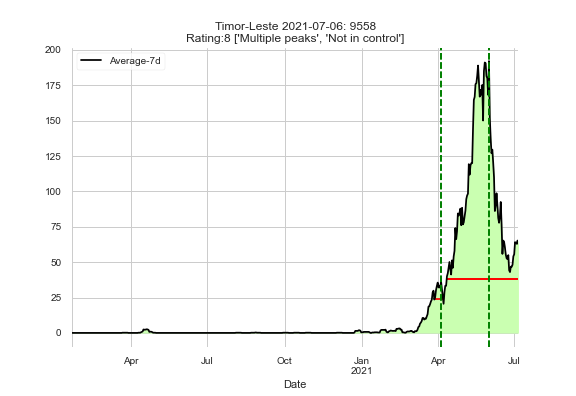 Timor-Leste 2021-07-06: 9558
Rating:8 ['Multiple peaks', 'Not in control']
Average-7d
200
175
150
125
100
75
50
25
0
Apr Jul Oct Jan Apr Jul
2021
Date